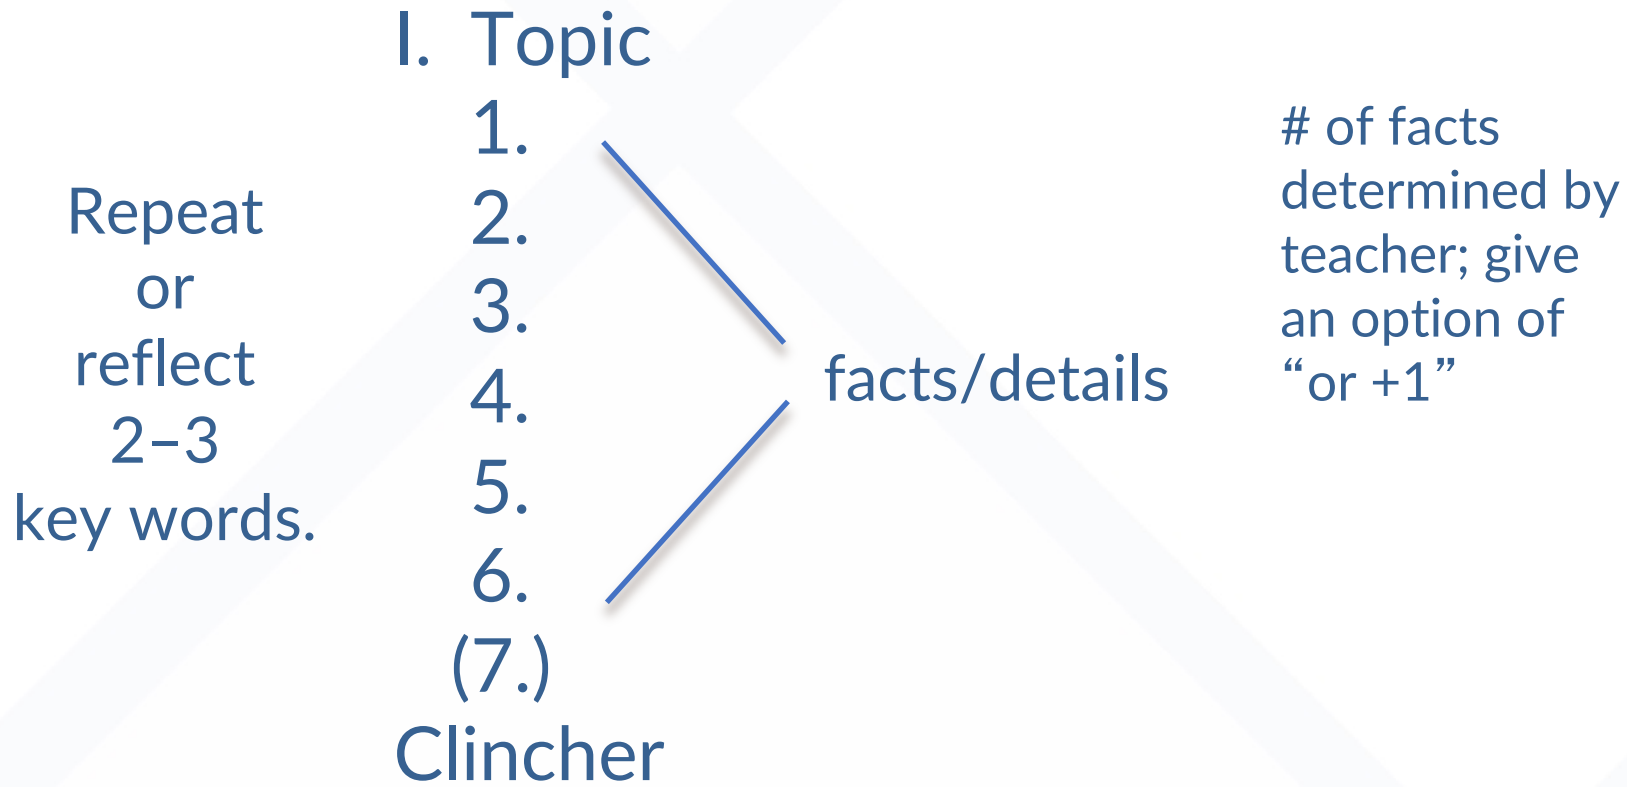 I. Topic
1.
2.
3.
4.
5.
6.
(7.)
Clincher
Repeat
or
reflect
2–3
key words.
facts/details
# of facts
determined by
teacher; give
an option of
“or +1”